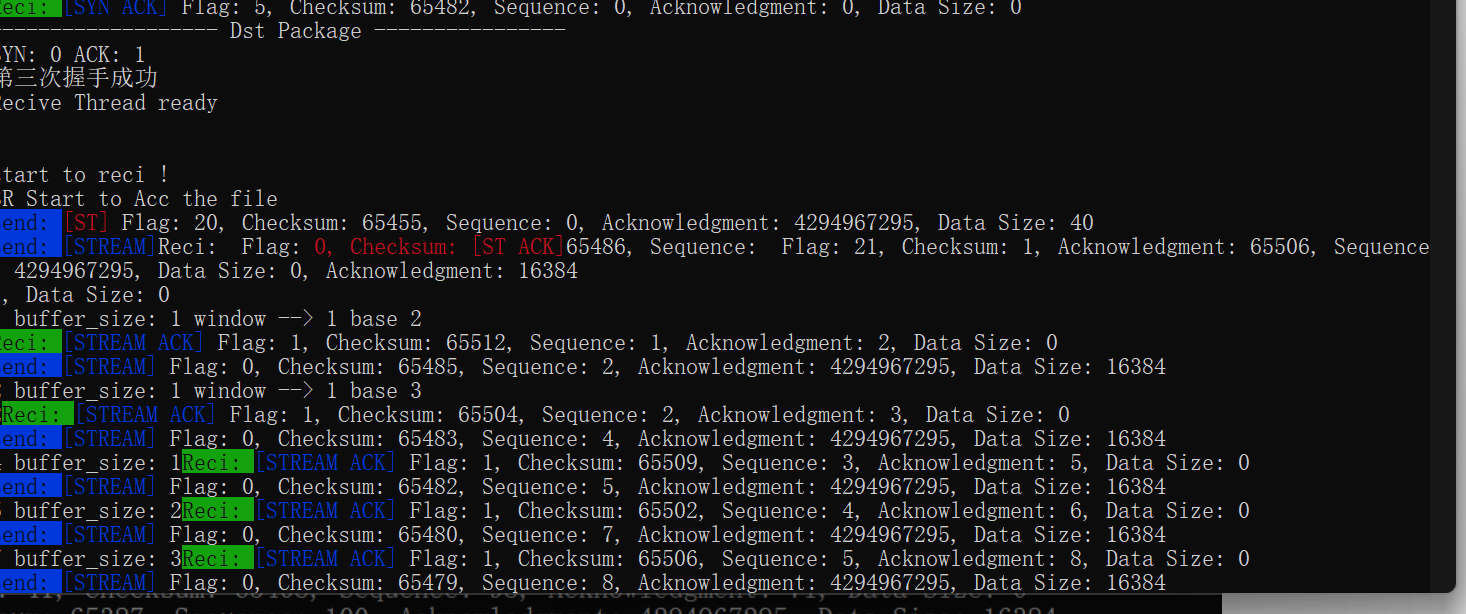 eci: [SYN ACK] Flag: 5, Checksum: 65482, Sequence: 0, Acknowledgment: 0, Data Size: 0
------------------ Dst Package ----------------
YN: 0 ACK: 1
第三次握手成功
ecive Thread ready
tart to reci !
R Start to Acc the file
end: [ST] Flag: 20, Checksum: 65455, Sequence: 0, Acknowledgment: 4294967295, Data Size: 40
end: [STREAM]Reci:  Flag: 0, Checksum: [ST ACK]65486, Sequence:  Flag: 21, Checksum: 1, Acknowledgment: 65506, Sequence
4294967295, Data Size: 0, Acknowledgment: 16384
, Data Size: 0
buffer_size: 1 window --> 1 base 2
eci: [STREAM ACK] Flag: 1, Checksum: 65512, Sequence: 1, Acknowledgment: 2, Data Size: 0
end: [STREAM] Flag: 0, Checksum: 65485, Sequence: 2, Acknowledgment: 4294967295, Data Size: 16384
buffer_size: 1 window --> 1 base 3
Reci: [STREAM ACK] Flag: 1, Checksum: 65504, Sequence: 2, Acknowledgment: 3, Data Size: 0
end: [STREAM] Flag: 0, Checksum: 65483, Sequence: 4, Acknowledgment: 4294967295, Data Size: 16384
buffer_size: 1Reci: [STREAM ACK] Flag: 1, Checksum: 65509, Sequence: 3, Acknowledgment: 5, Data Size: 0
end: [STREAM] Flag: 0, Checksum: 65482, Sequence: 5, Acknowledgment: 4294967295, Data Size: 16384
buffer_size: 2Reci: [STREAM ACK] Flag: 1, Checksum: 65502, Sequence: 4, Acknowledgment: 6, Data Size: 0
end: [STREAM] Flag: 0, Checksum: 65480, Sequence: 7, Acknowledgment: 4294967295, Data Size: 16384
buffer_size: 3Reci: [STREAM ACK] Flag: 1, Checksum: 65506, Sequence: 5, Acknowledgment: 8, Data Size: 0
end: [STREAM] Flag: 0, Checksum: 65479, Sequence: 8, Acknowledgment: 4294967295, Data Size: 16384